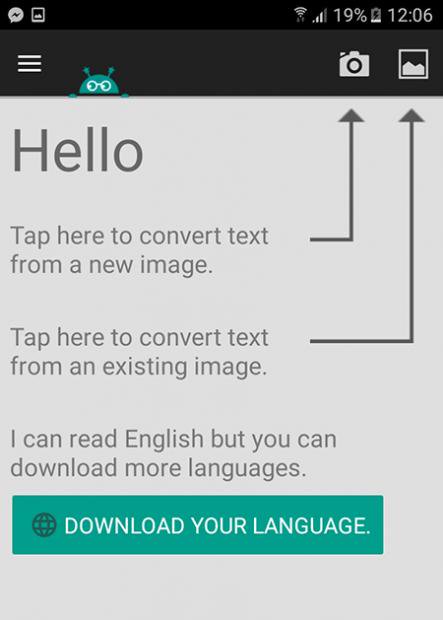 19% 12:06
Hello
Tap here to convert text
from a new image.
Tap here to convert text
from an existing image.
I can read English but you can
download more languages.
DOWNLOAD YOUR LANGUAGE.